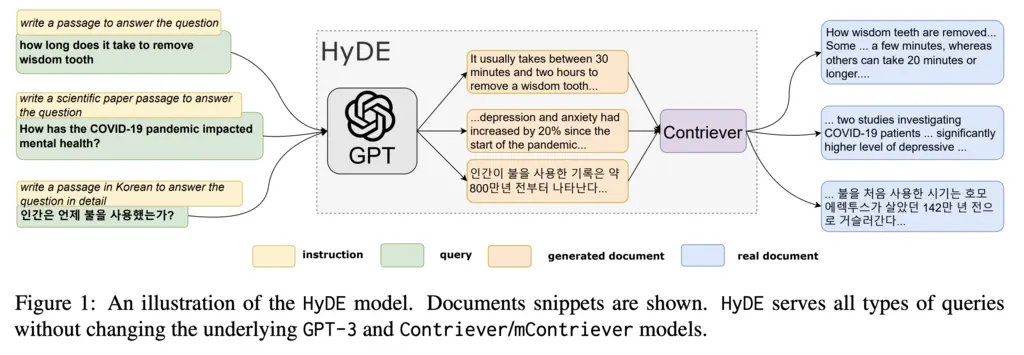 write a passage to answer the question
how long does it take to remove
wisdom tooth
write a scientific paper passage to answer
the question
How has the COVID-19 pandemic impacted
mental health?
write a passage in Korean to answer the
question in detail
인간은 언제 불을 사용했는가?
HyDE
GPT
It usually takes between 30
minutes and two hours to
remove a wisdom tooth...
...depression and anxiety had
increased by 20% since the
start of the pandemic...
인간이 불을 사용한 기록은 약
800만년 전부터 나타난다...
Contriever
How wisdom teeth are removed...
Some ... a few minutes, whereas
others can take 20 minutes or
longer....
... two studies investigating
COVID-19 patients ... significantly
higher level of depressive ...
... 불을 처음 사용한 시기는 호모
에렉투스가 살았던 142만 년 전으
로 거슬러간다...
instruction
query
generated document
real document
Figure 1: An illustration of the HyDE model. Documents snippets are shown. HyDE serves all types of queries
without changing the underlying GPT-3 and Contriever/mContriever models.